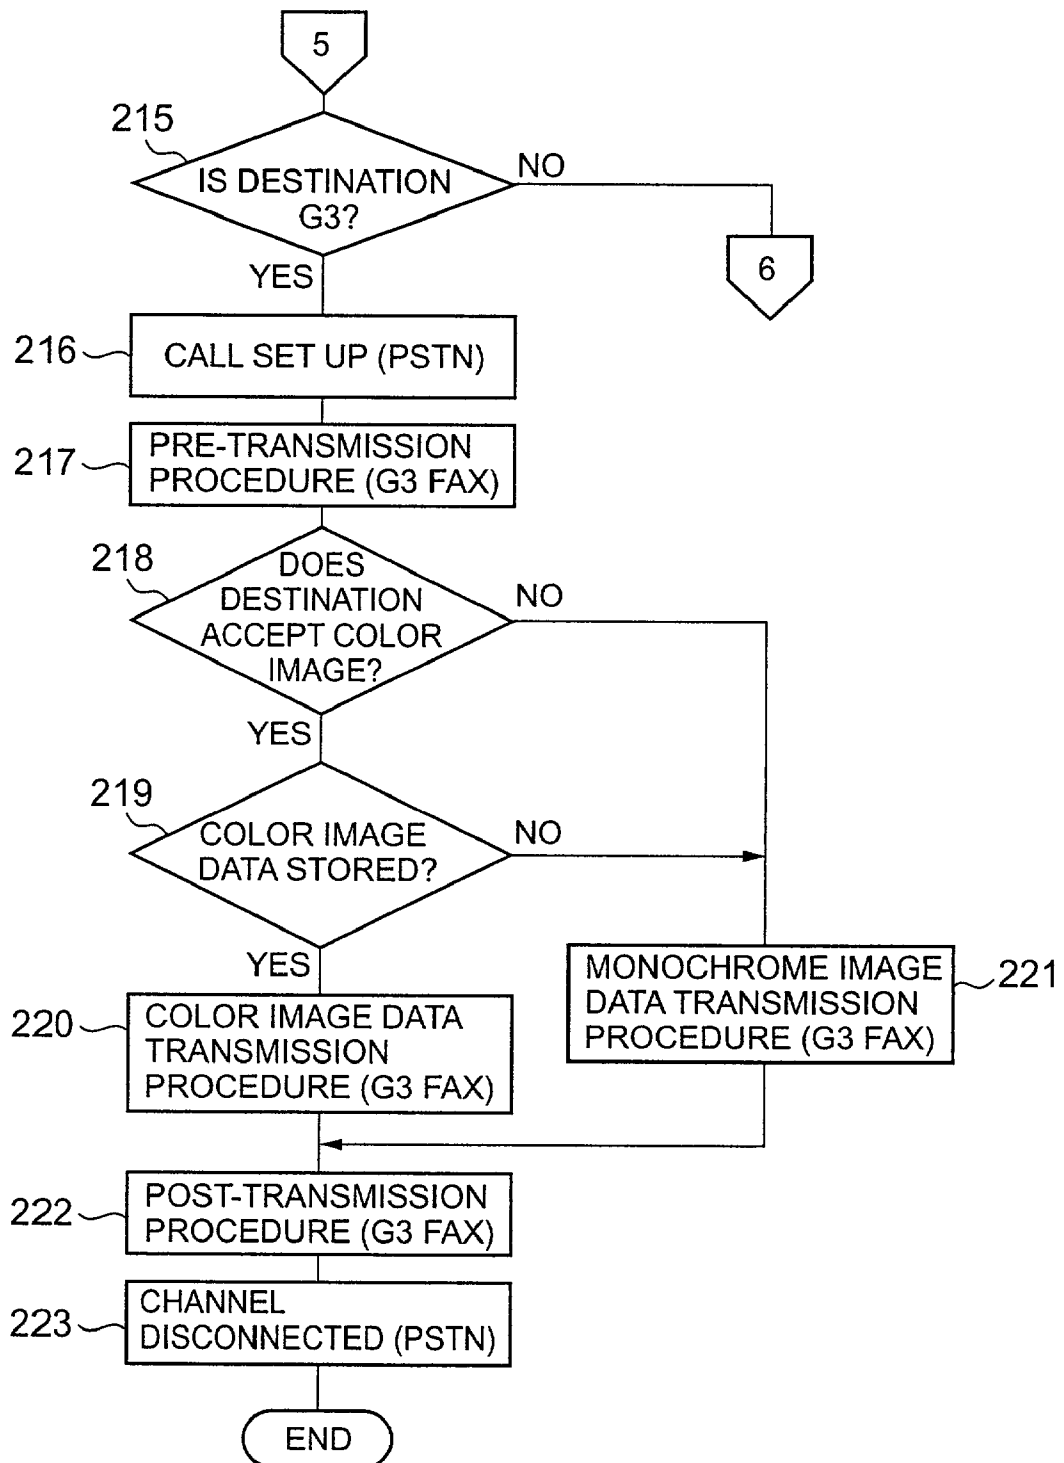 5
215
IS DESTINATION
G3?
NO
6
YES
216
CALL SET UP (PSTN)
217
PRE-TRANSMISSION
PROCEDURE (G3 FAX)
218
DOES
DESTINATION
ACCEPT COLOR
IMAGE?
NO
YES
219
COLOR IMAGE
DATA STORED?
NO
YES
220
COLOR IMAGE DATA
TRANSMISSION
PROCEDURE (G3 FAX)
MONOCHROME IMAGE
DATA TRANSMISSION
PROCEDURE (G3 FAX)
221
222
POST-TRANSMISSION
PROCEDURE (G3 FAX)
223
CHANNEL
DISCONNECTED (PSTN)
END